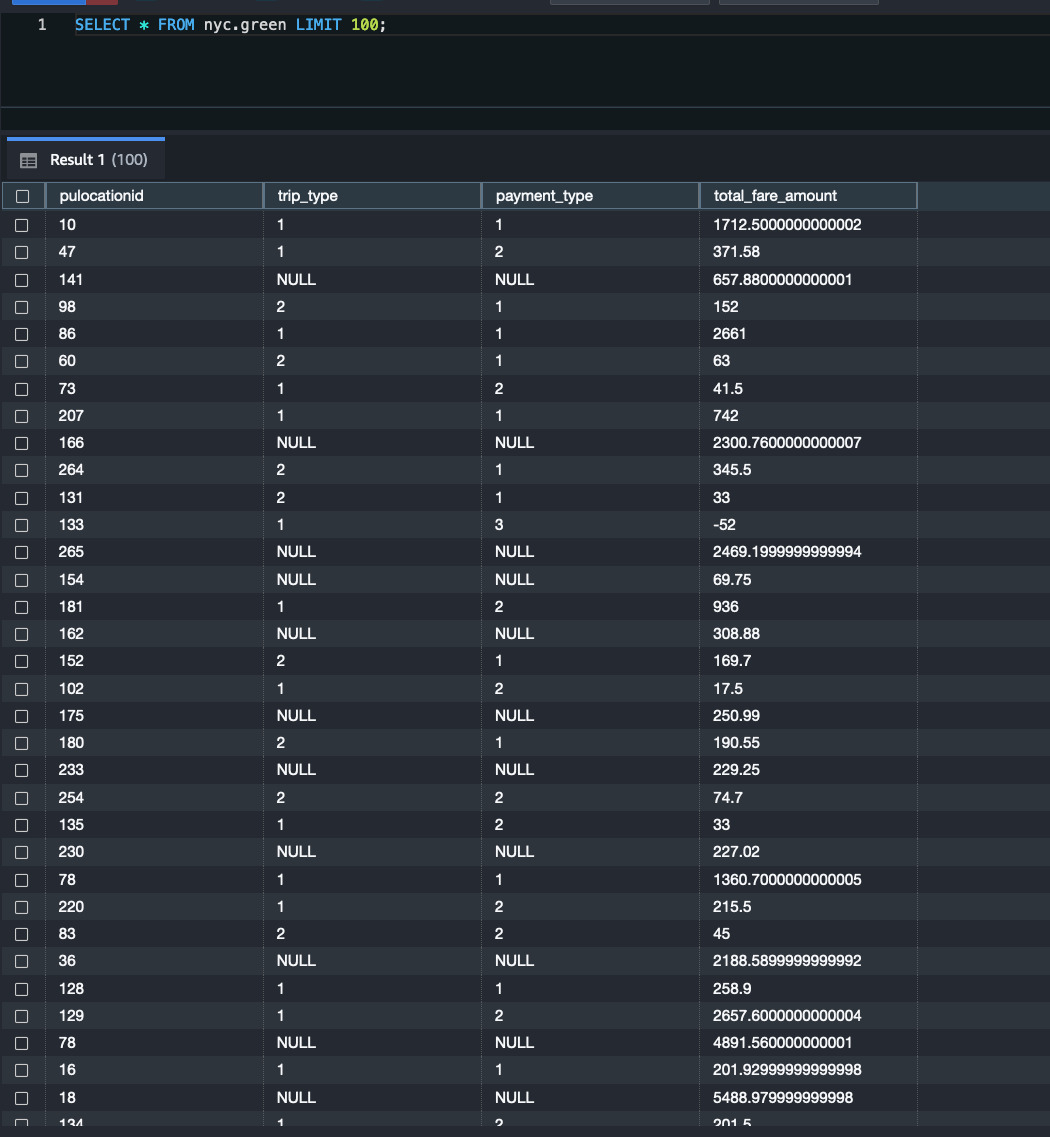 1 SELECT * FROM nyc.green LIMIT 100;
Result 1 (100)
pulocationid trip_type payment_type total_fare_amount
10 1 1 1712.5000000000002
47 1 2 371.58
141 NULL NULL 657.8800000000001
98 2 1 152
86 1 1 2661
60 2 1 63
73 1 2 41.5
207 1 1 742
166 NULL NULL 2300.7600000000007
264 2 1 345.5
131 2 1 33
133 1 3 -52
265 NULL NULL 2469.1999999999994
154 NULL NULL 69.75
181 1 2 936
162 NULL NULL 308.88
152 2 1 169.7
102 1 2 17.5
175 NULL NULL 250.99
180 2 1 190.55
233 NULL NULL 229.25
254 2 2 74.7
135 1 2 33
230 NULL NULL 227.02
78 1 1 1360.7000000000005
220 1 2 215.5
83 2 2 45
36 NULL NULL 2188.5899999999992
128 1 1 258.9
129 1 2 2657.6000000000004
78 NULL NULL 4891.560000000001
16 1 1 201.92999999999998
18 NULL NULL 5488.979999999998
134 1 2 201.5